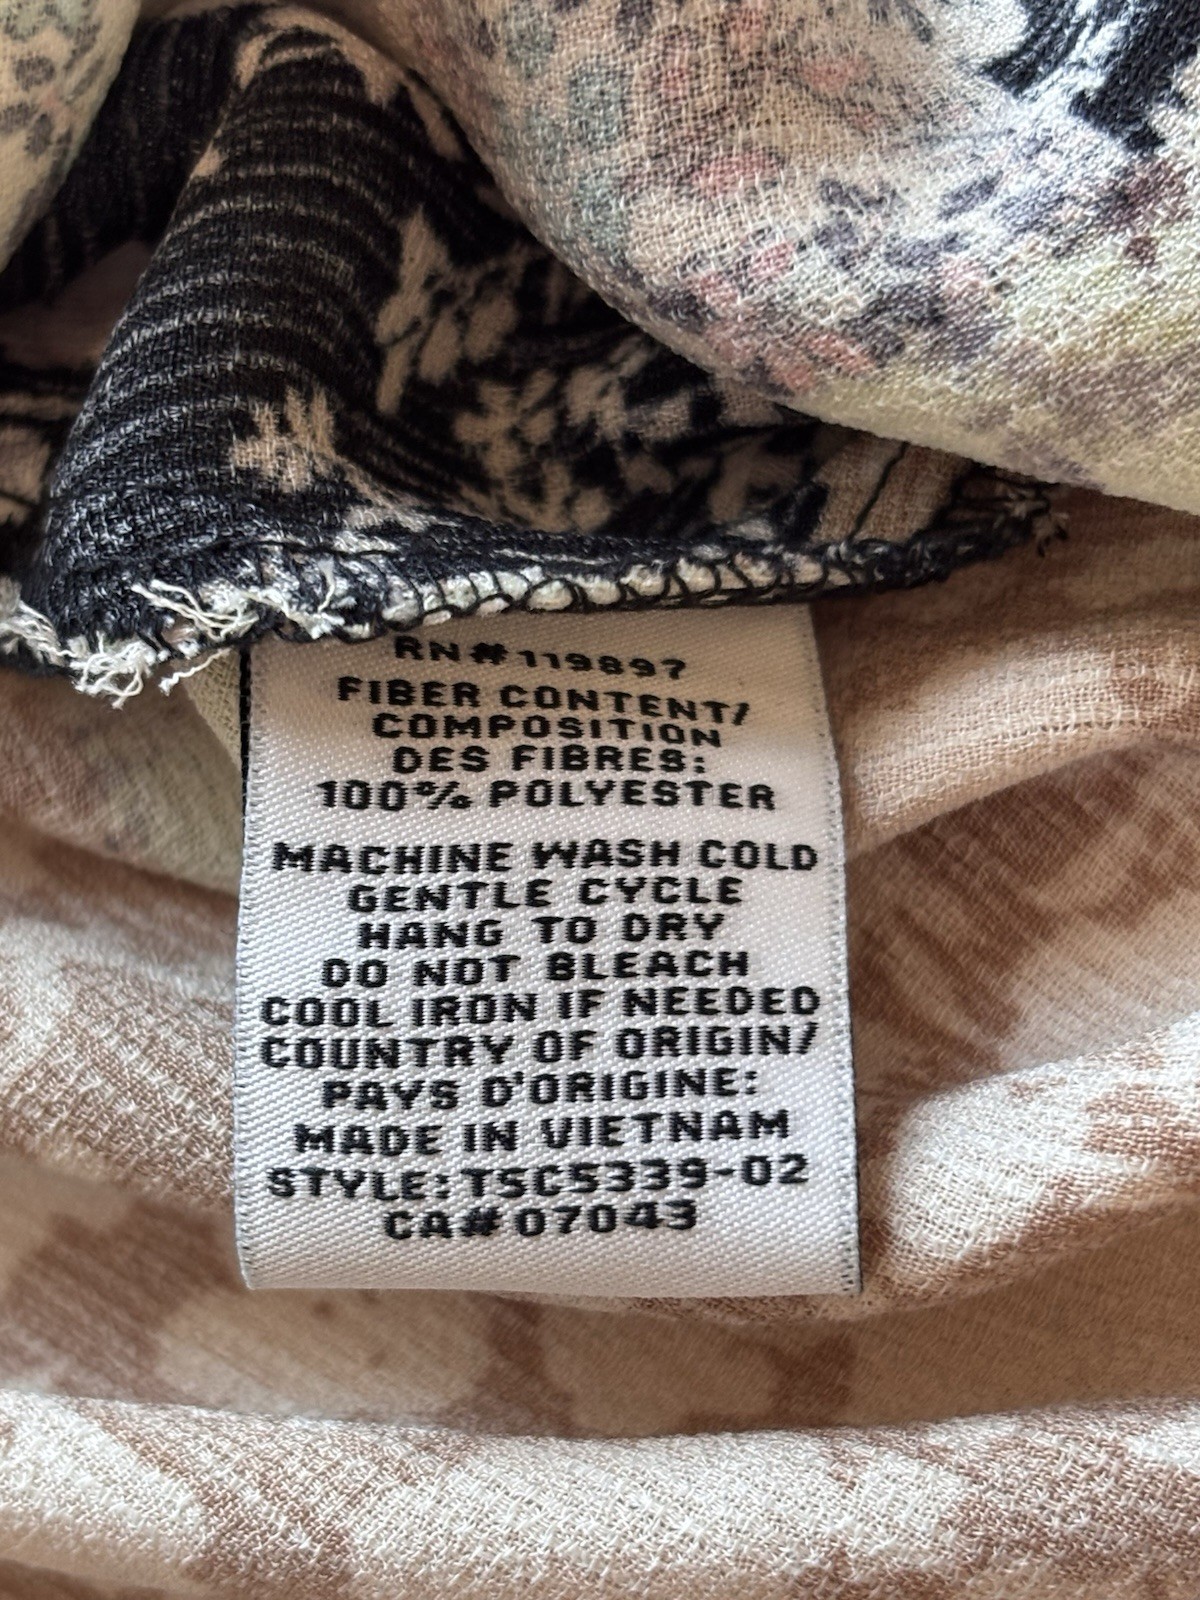 RN#119897
FIBER CONTENT/
COMPOSITION
DES FIBRES:
100% POLYESTER
MACHINE WASH COLD
GENTLE CYCLE
HANG TO DRY
DO NOT BLEACH
COOL IRON IF NEEDED
COUNTRY OF ORIGIN/
PAYS D'ORIGINE:
MADE IN VIETNAM
STYLE: TSC5339-02
CA#07043